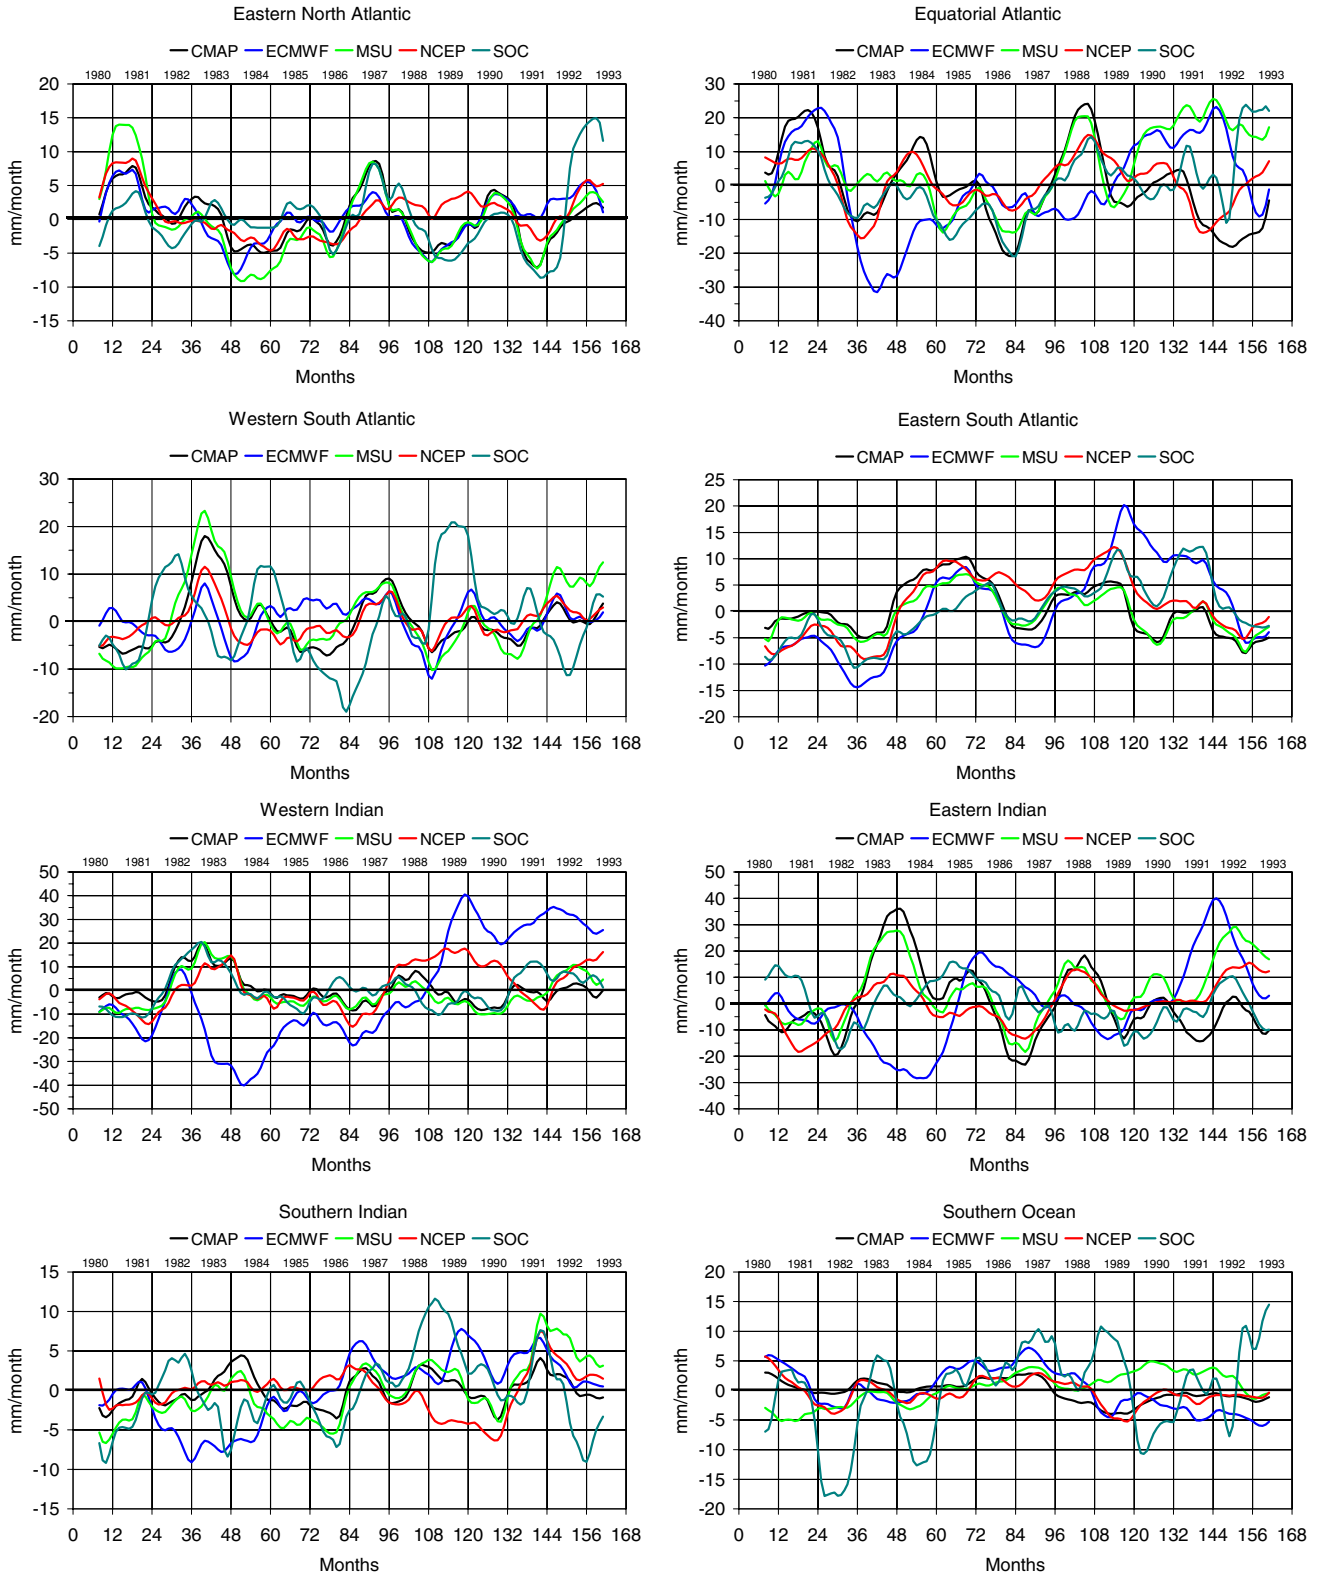 Eastern North Atlantic
CMAP ECMWF MSU NCEP SOC
1980 1981 1982 1983 1984 1985 1986 1987 1988 1989 1990 1991 1992 1993
20
15
10
5
0
-5
-10
-15
mm/month
0 12 24 36 48 60 72 84 96 108 120 132 144 156 168
Months
Equatorial Atlantic
CMAP ECMWF MSU NCEP SOC
1980 1981 1982 1983 1984 1985 1986 1987 1988 1989 1990 1991 1992 1993
30
20
10
0
-10
-20
-30
-40
mm/month
0 12 24 36 48 60 72 84 96 108 120 132 144 156 168
Months
Western South Atlantic
CMAP ECMWF MSU NCEP SOC
30
20
10
0
-10
-20
mm/month
0 12 24 36 48 60 72 84 96 108 120 132 144 156 168
Months
Eastern South Atlantic
CMAP ECMWF MSU NCEP SOC
25
20
15
10
5
0
-5
-10
-15
-20
mm/month
0 12 24 36 48 60 72 84 96 108 120 132 144 156 168
Months
Western Indian
CMAP ECMWF MSU NCEP SOC
1980 1981 1982 1983 1984 1985 1986 1987 1988 1989 1990 1991 1992 1993
50
40
30
20
10
0
-10
-20
-30
-40
-50
mm/month
0 12 24 36 48 60 72 84 96 108 120 132 144 156 168
Months
Eastern Indian
CMAP ECMWF MSU NCEP SOC
1980 1981 1982 1983 1984 1985 1986 1987 1988 1989 1990 1991 1992 1993
50
40
30
20
10
0
-10
-20
-30
-40
mm/month
0 12 24 36 48 60 72 84 96 108 120 132 144 156 168
Months
Southern Indian
CMAP ECMWF MSU NCEP SOC
1980 1981 1982 1983 1984 1985 1986 1987 1988 1989 1990 1991 1992 1993
15
10
5
0
-5
-10
-15
mm/month
0 12 24 36 48 60 72 84 96 108 120 132 144 156 168
Months
Southern Ocean
CMAP ECMWF MSU NCEP SOC
1980 1981 1982 1983 1984 1985 1986 1987 1988 1989 1990 1991 1992 1993
20
15
10
5
0
-5
-10
-15
-20
mm/month
0 12 24 36 48 60 72 84 96 108 120 132 144 156 168
Months